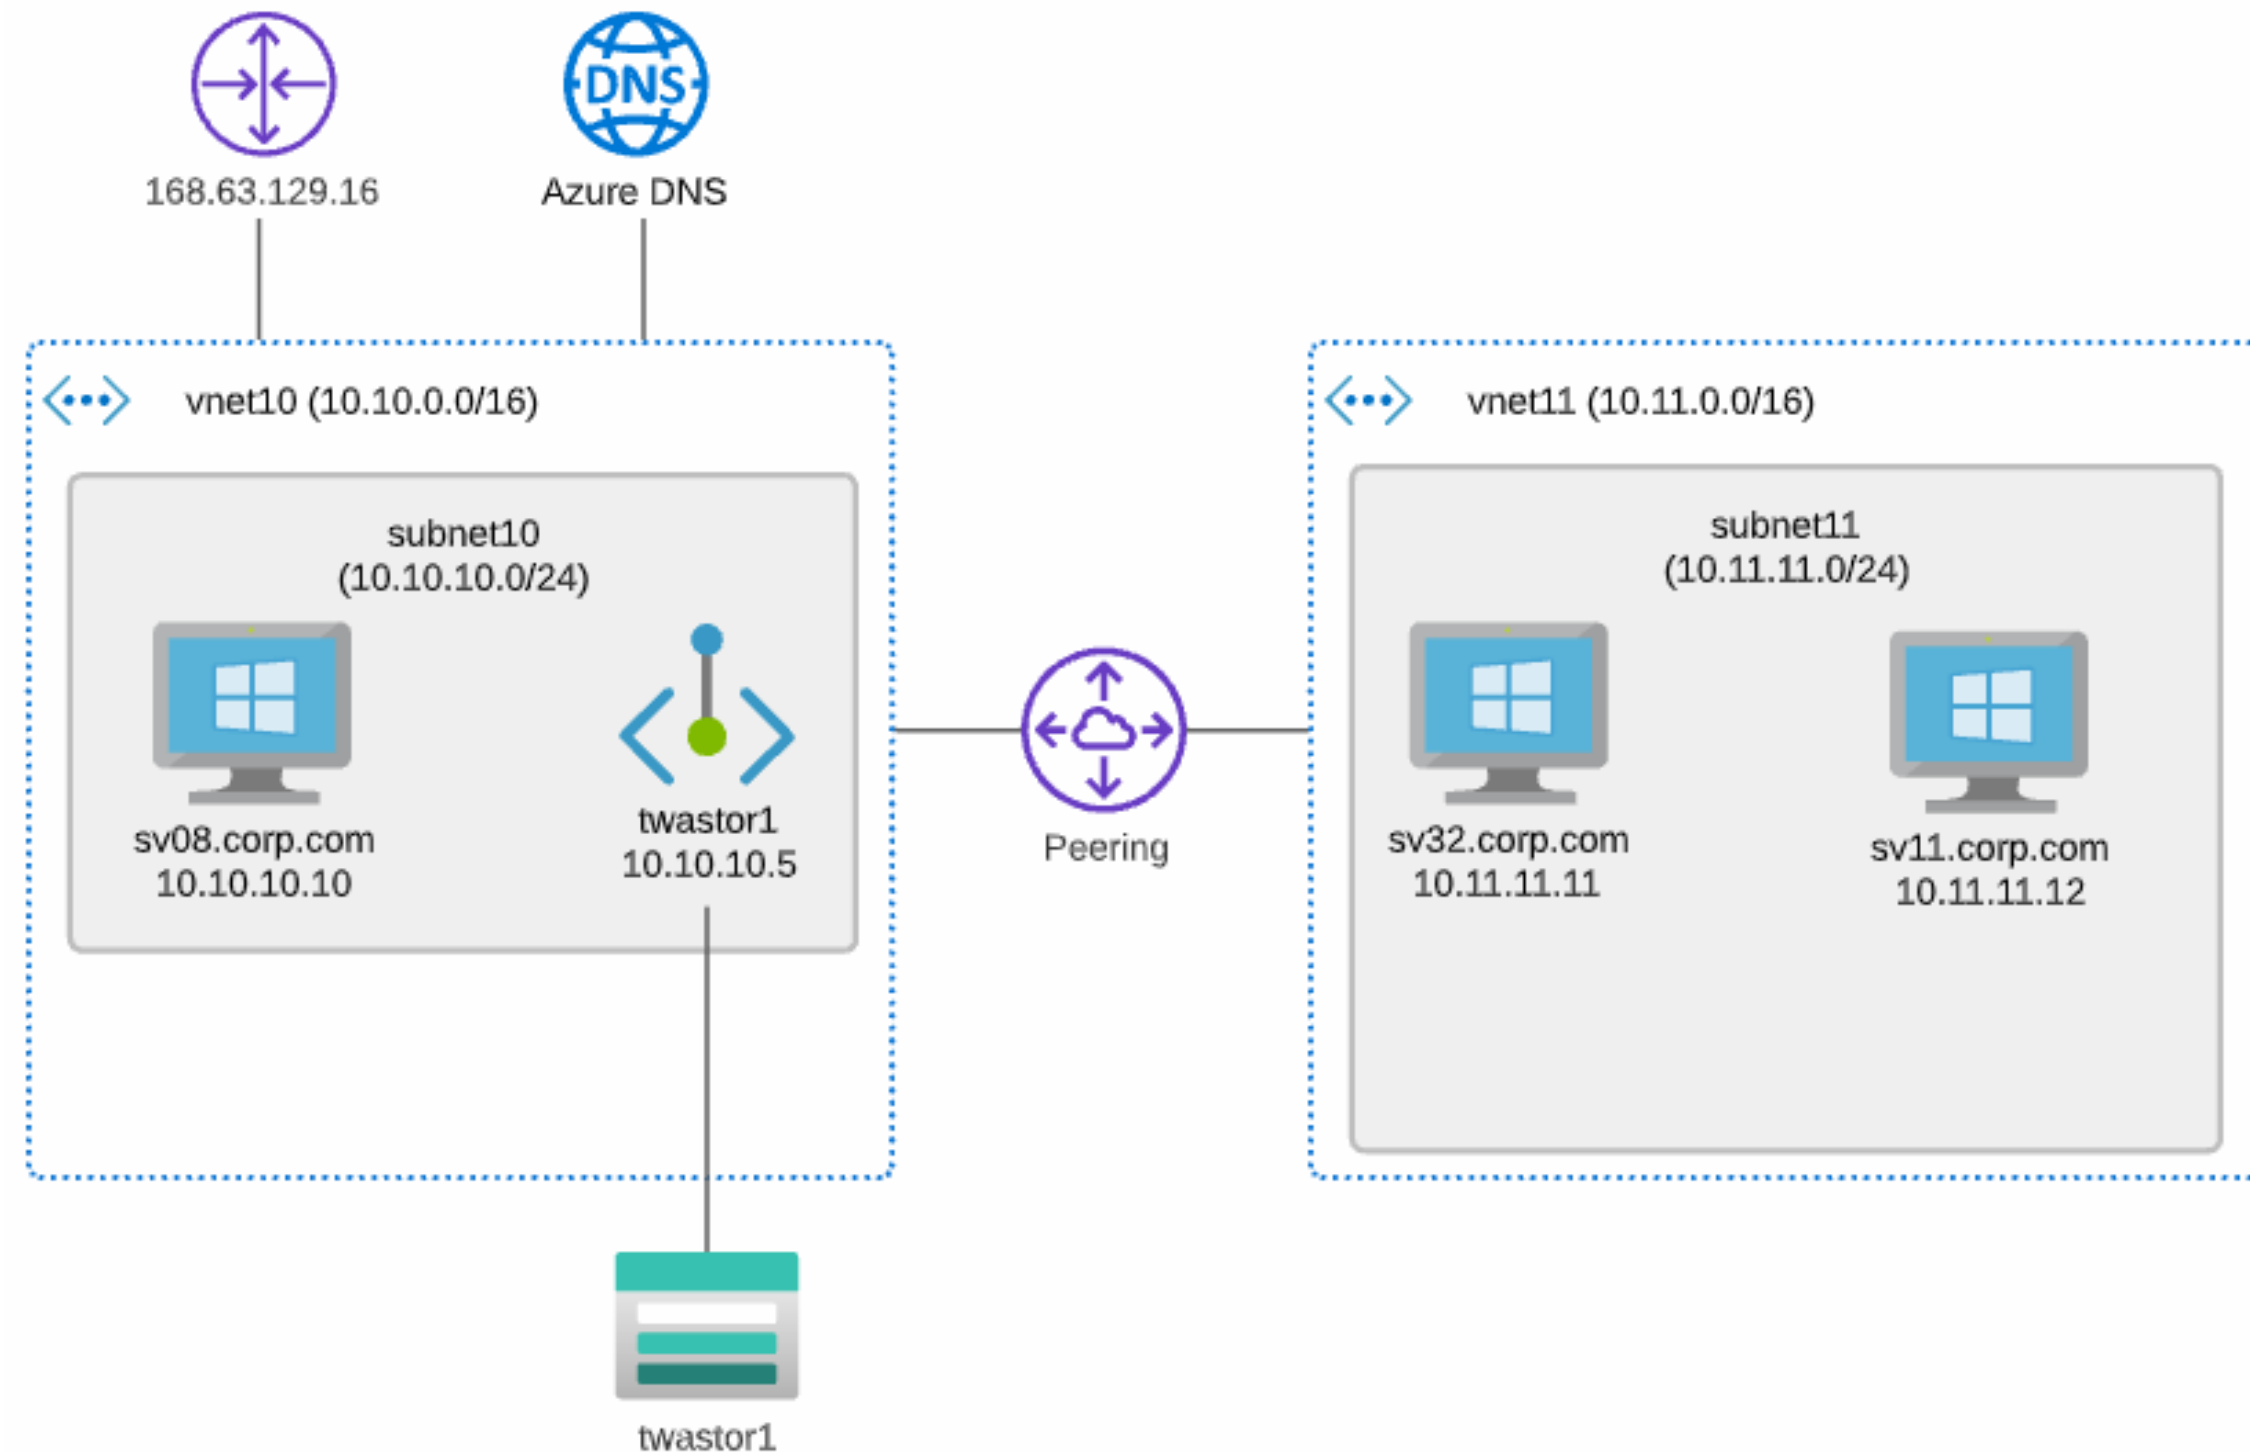 168.63.129.16
DNS
Azure DNS
vnet10 (10.10.0.0/16)
subnet10
(10.10.10.0/24)
sv08.corp.com
10.10.10.10
twastor1
10.10.10.5
twastor1
Peering
vnet11 (10.11.0.0/16)
subnet11
(10.11.11.0/24)
sv32.corp.com
10.11.11.11
sv11.corp.com
10.11.11.12